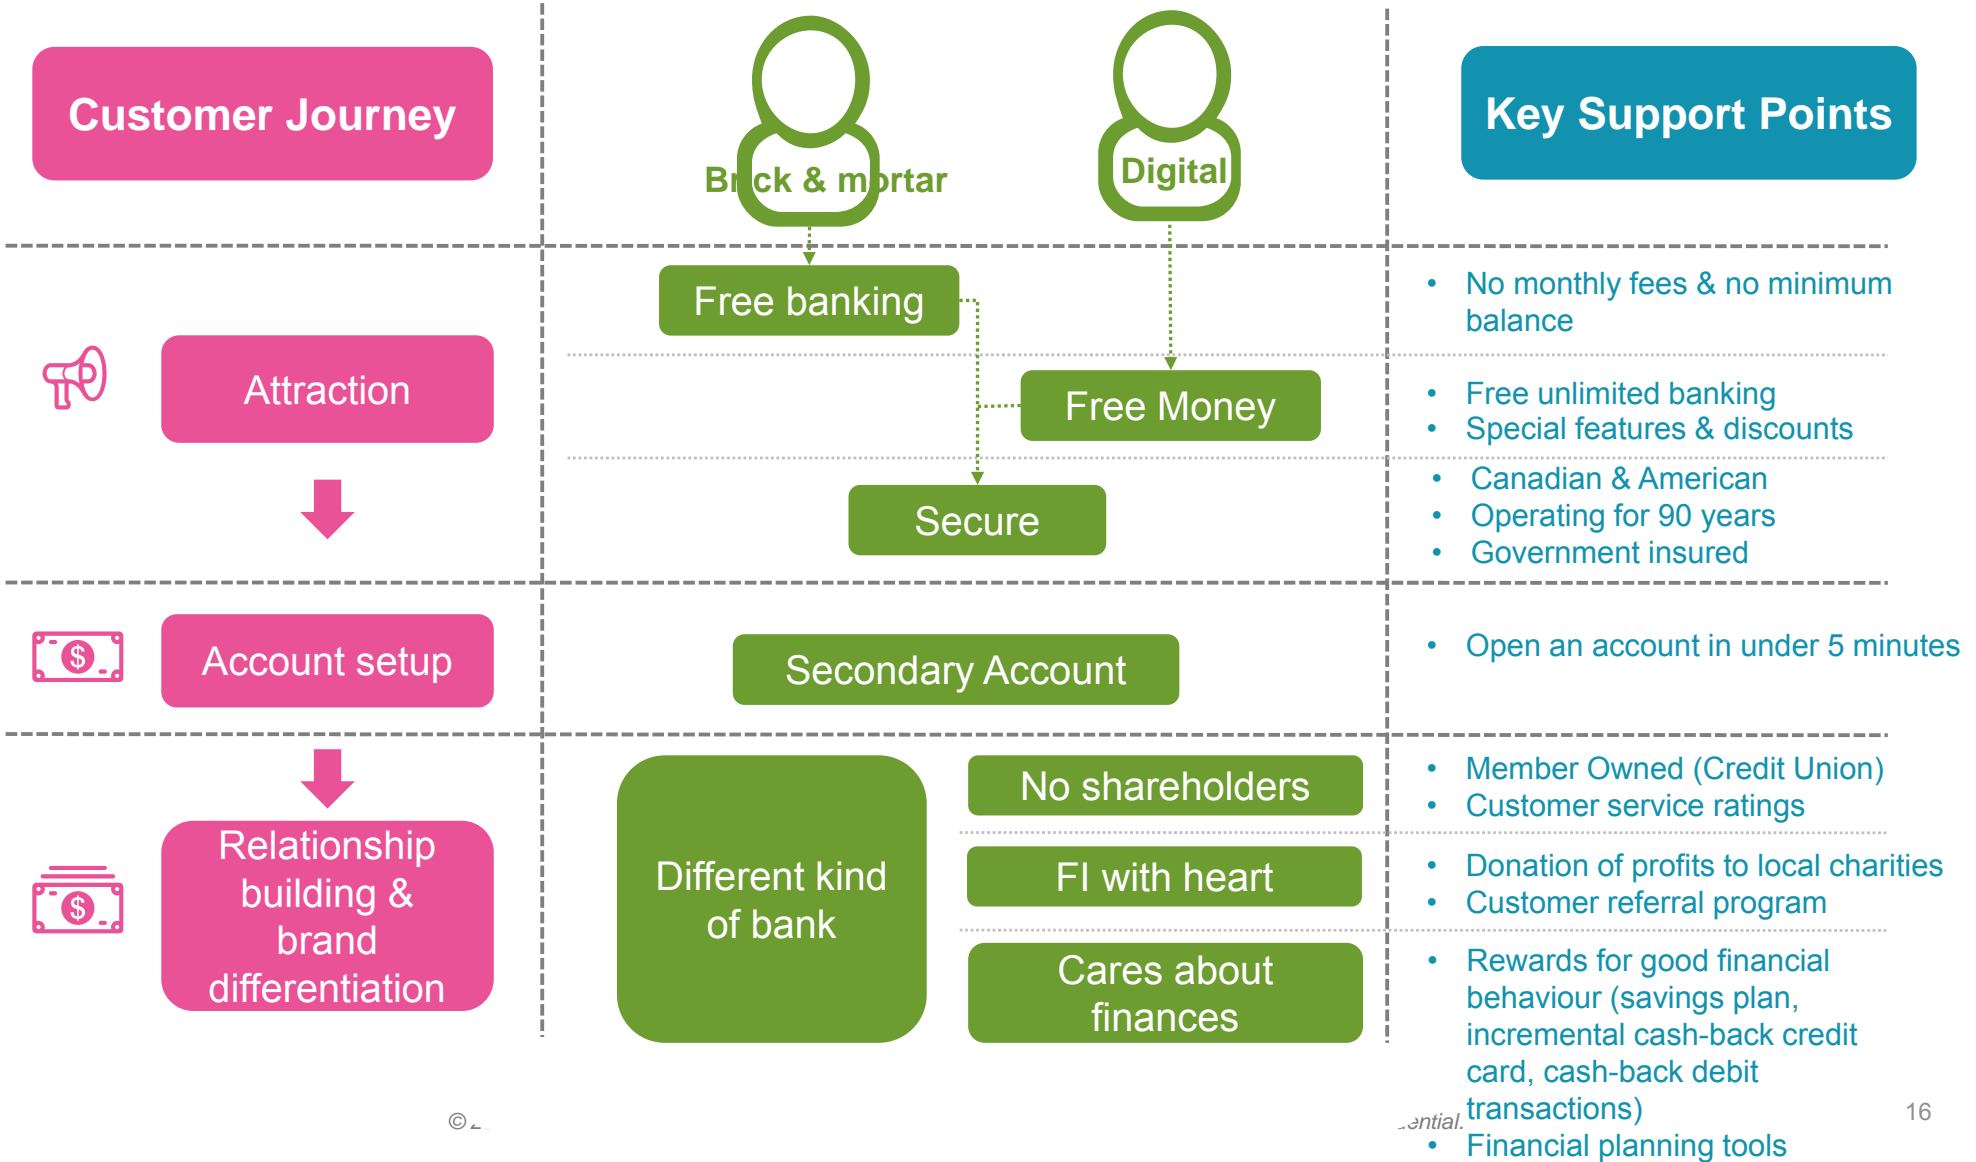 Customer Journey
Brick & mortar
Digital
Key Support Points
Attraction
Free banking
• No monthly fees & no minimum
balance
Free Money
• Free unlimited banking
• Special features & discounts
Secure
• Canadian & American
• Operating for 90 years
• Government insured
$
Account setup
Secondary Account
• Open an account in under 5 minutes
$
Relationship
building &
brand
differentiation
Different kind
of bank
No shareholders
• Member Owned (Credit Union)
• Customer service ratings
FI with heart
• Donation of profits to local charities
• Customer referral program
Cares about
finances
• Rewards for good financial
behaviour (savings plan,
incremental cash-back credit
card, cash-back debit
transactions)
• Financial planning tools
©
16